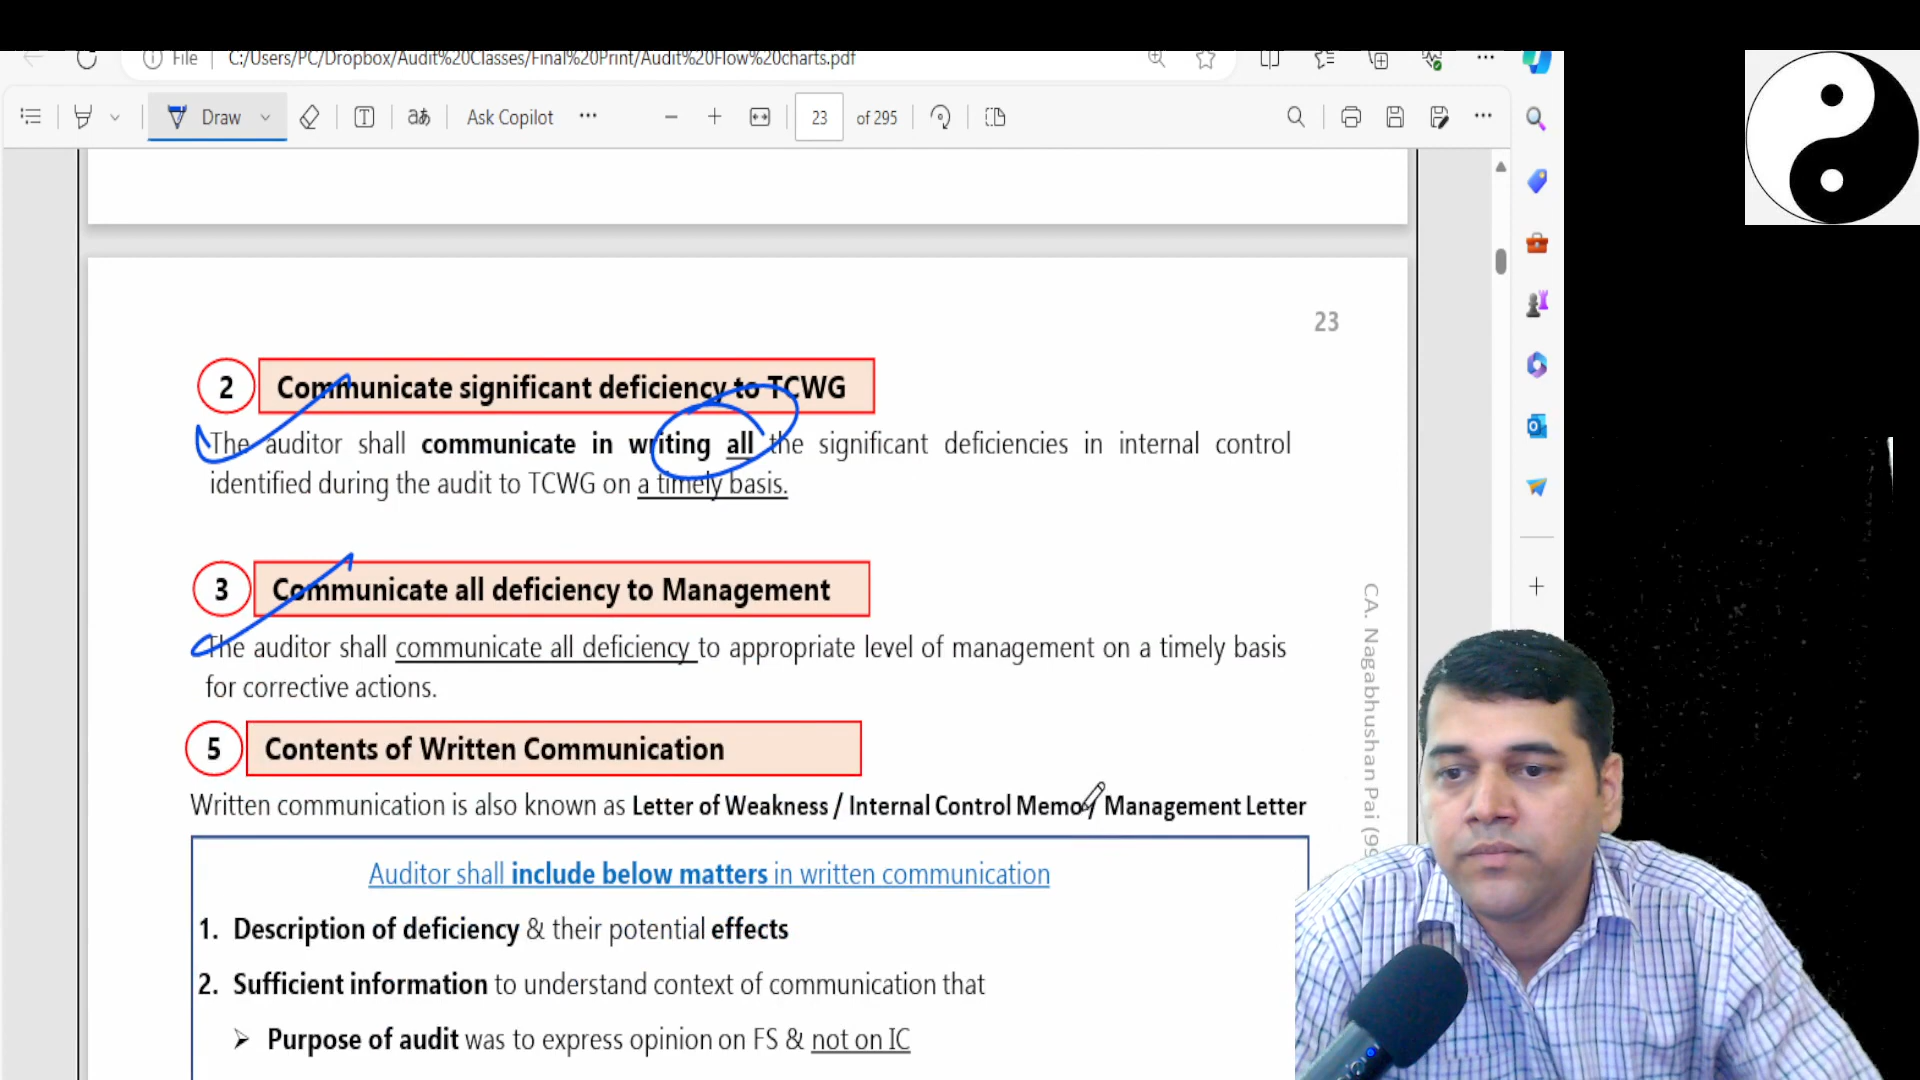 File | C:/Users/PC/Dropbox/Audit%20Classes/Final%20Print/Audit%20Flow%20charts.pdf
Draw
Ask Copilot
23 of 295
23
2 Communicate significant deficiency to TCWG
The auditor shall communicate in writing all the significant deficiencies in internal control
identified during the audit to TCWG on a timely basis.
3 Communicate all deficiency to Management
The auditor shall communicate all deficiency to appropriate level of management on a timely basis
for corrective actions.
5 Contents of Written Communication
Written communication is also known as Letter of Weakness / Internal Control Memo / Management Letter
Auditor shall include below matters in written communication
1. Description of deficiency & their potential effects
2. Sufficient information to understand context of communication that
➢ Purpose of audit was to express opinion on FS & not on IC
CA. Nagabhushan Pai (99